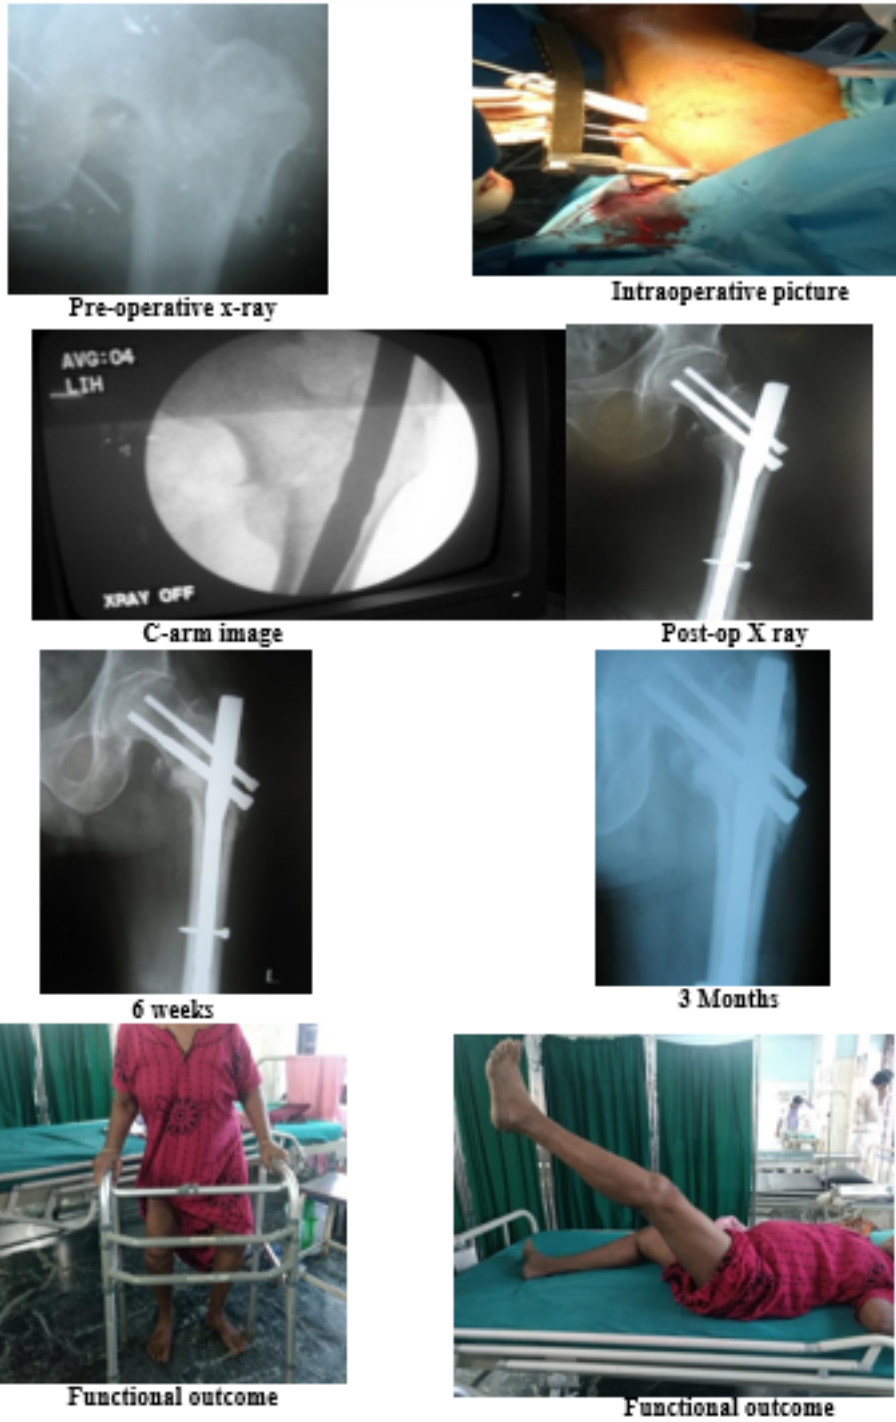 Pre-operative x-ray
Intraoperative picture
AVG:04
LIH
XRAY OFF
C-arm image
Post-op X ray
L
6 weeks
3 Months
Functional outcome
Functional outcome